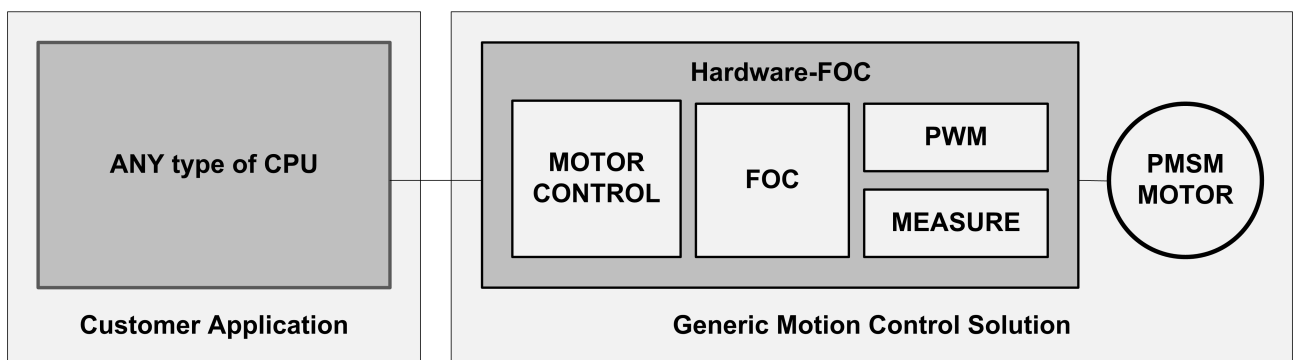 Hardware-FOC
ANY type of CPU
MOTOR
CONTROL
FOC
PWM
MEASURE
PMSM
MOTOR
Customer Application
Generic Motion Control Solution